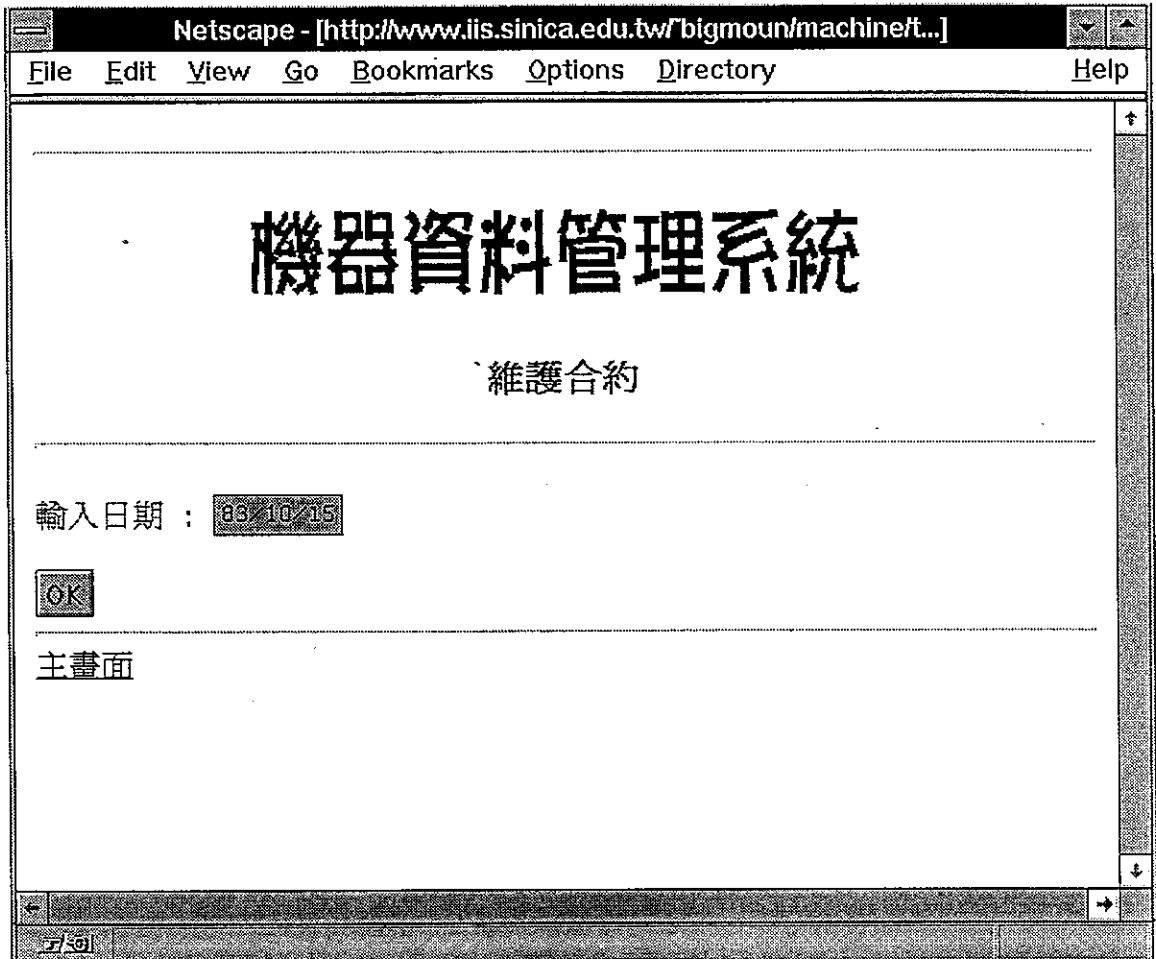 Netscape - [http://www.iis.sinica.edu.tw/~bigmoun/machine/t...]
File Edit View Go Bookmarks Options Directory Help
機器資料管理系統
維護合約
輸入日期 : 83/10/15
OK
主畫面